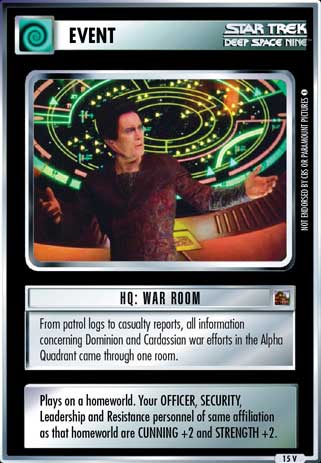 EVENT
STAR TREK
DEEP SPACE NINE
NOT ENDORSED BY CBS OR PARAMOUNT PICTURES
HQ: WAR ROOM
From patrol logs to casualty reports, all information
concerning Dominion and Cardassian war efforts in the Alpha
Quadrant came through one room.
Plays on a homeworld. Your OFFICER, SECURITY,
Leadership and Resistance personnel of same affiliation
as that homeworld are CUNNING +2 and STRENGTH +2.
15 V